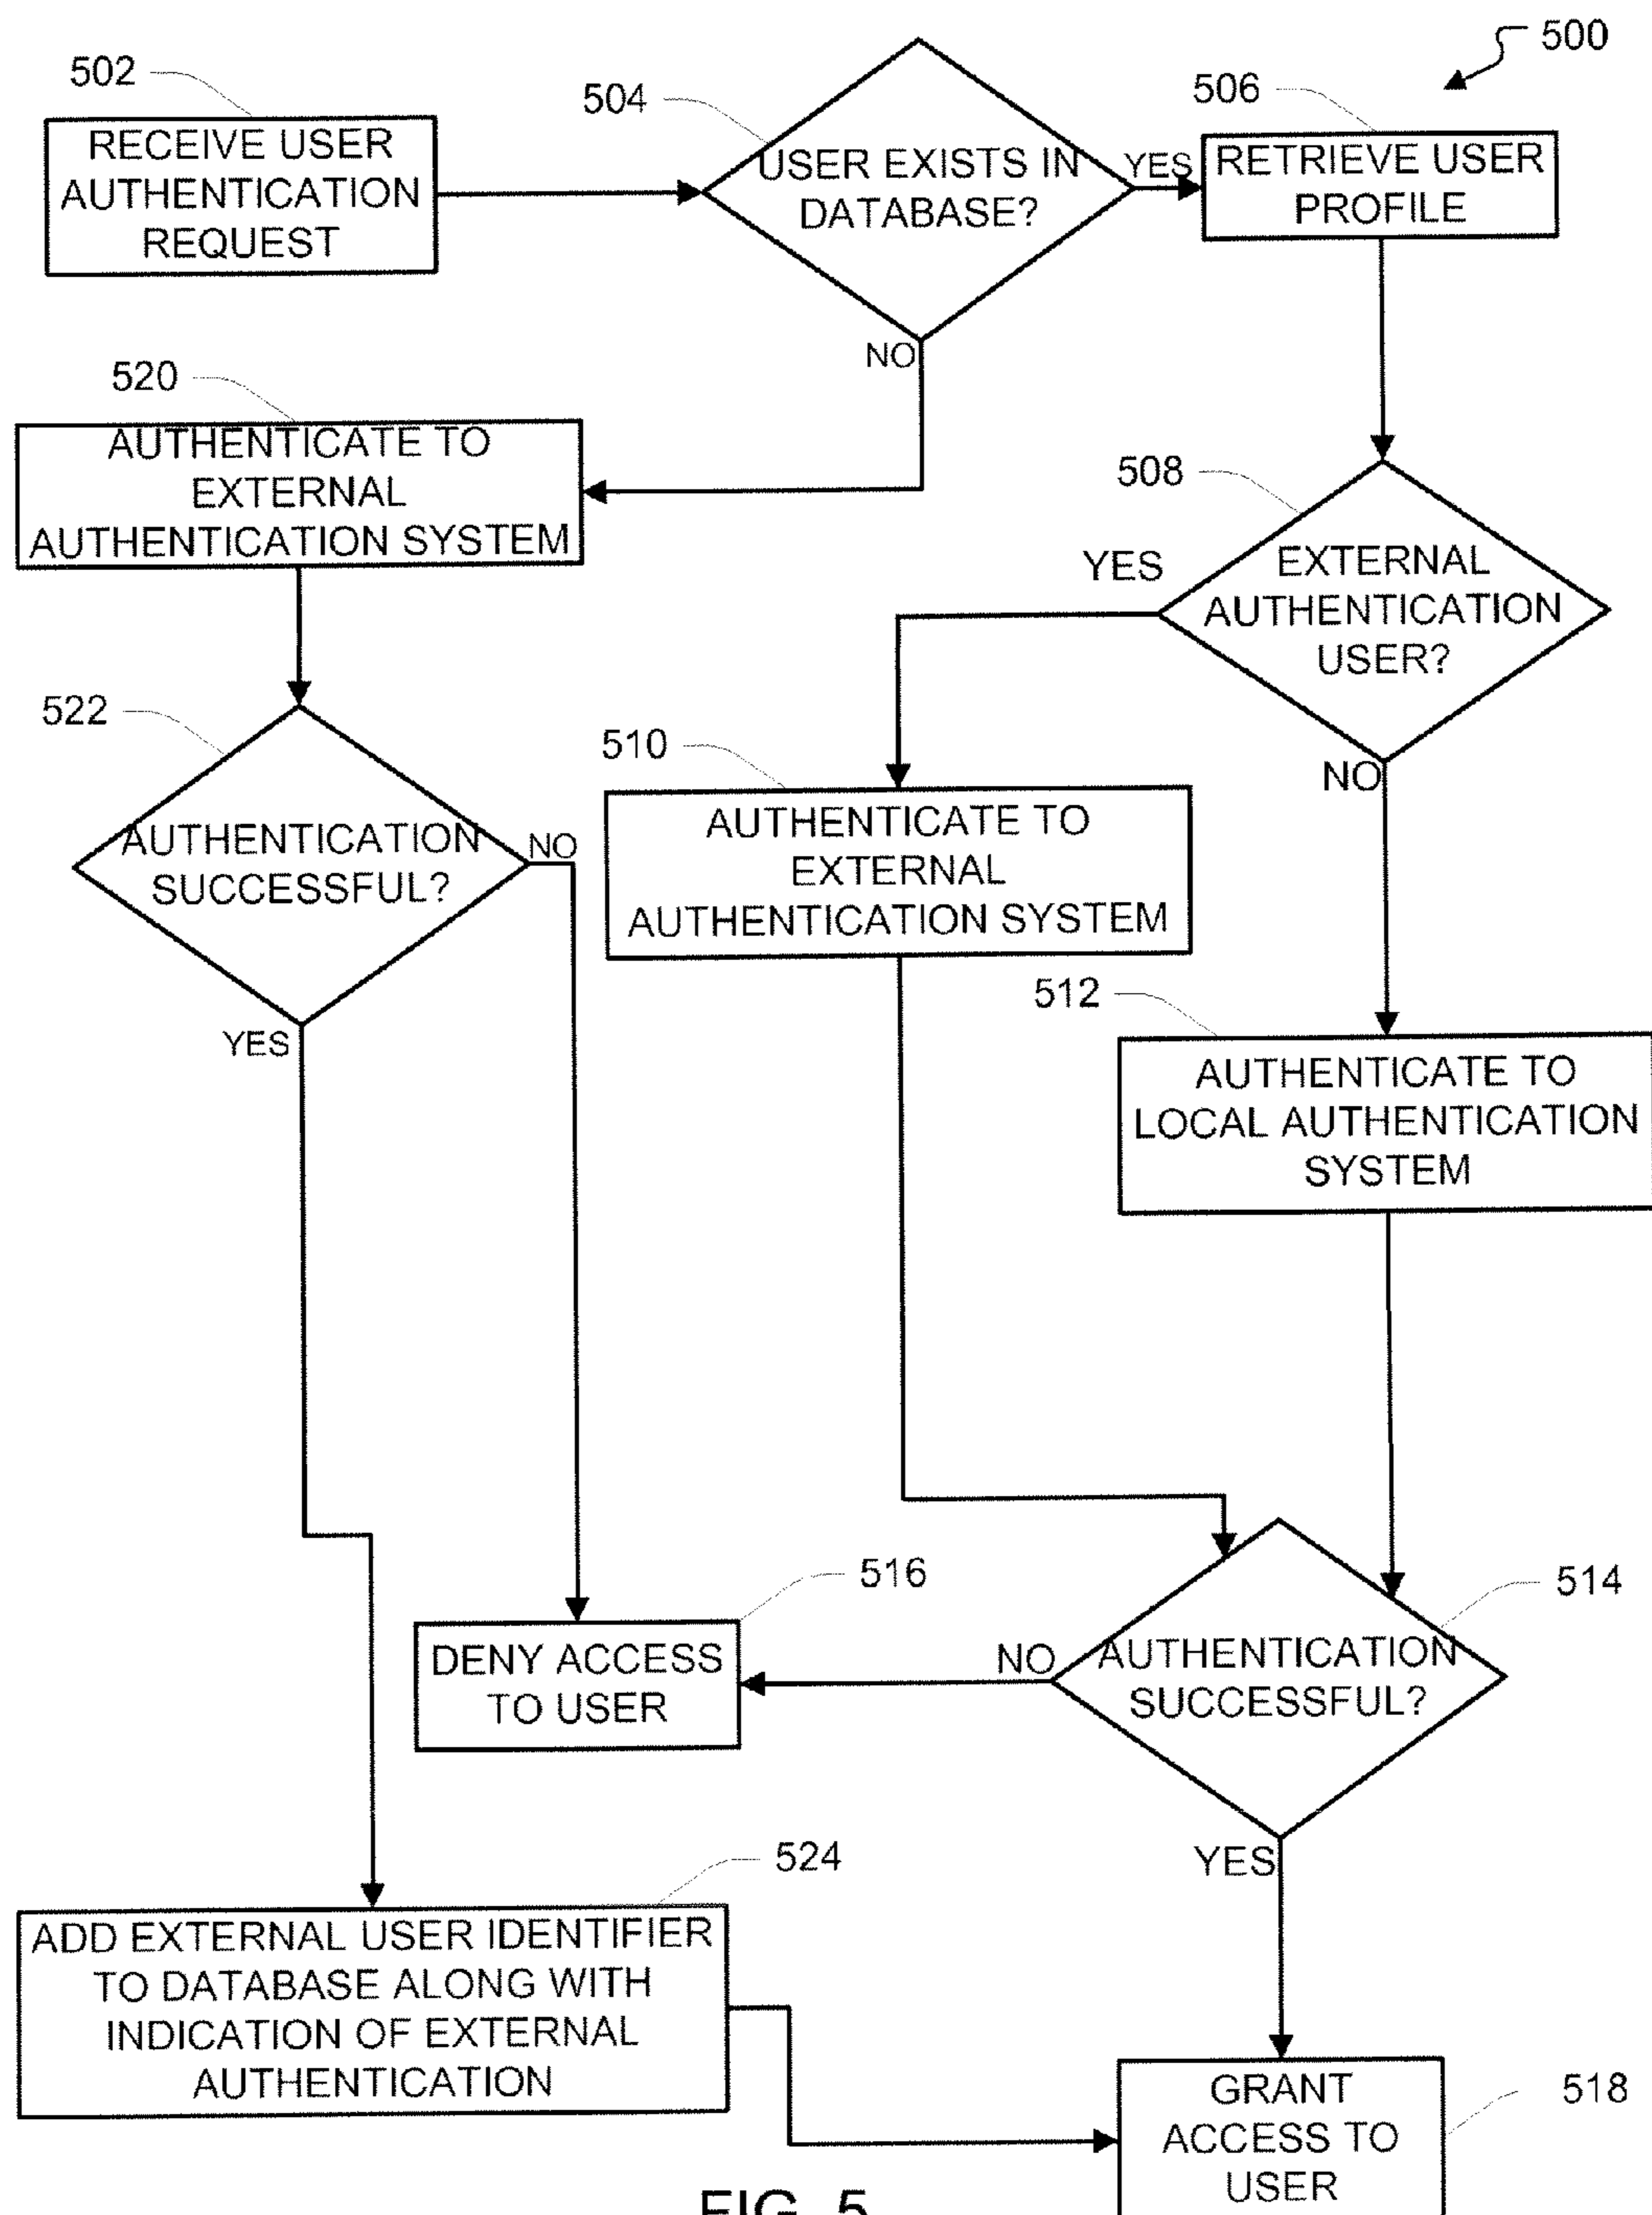 500
502
RECEIVE USER
AUTHENTICATION
REQUEST
504
USER EXISTS IN
DATABASE?
YES
NO
506
RETRIEVE USER
PROFILE
520
AUTHENTICATE TO
EXTERNAL
AUTHENTICATION SYSTEM
508
EXTERNAL
AUTHENTICATION
USER?
YES
NO
522
AUTHENTICATION
SUCCESSFUL?
NO
YES
510
AUTHENTICATE TO
EXTERNAL
AUTHENTICATION SYSTEM
512
AUTHENTICATE TO
LOCAL AUTHENTICATION
SYSTEM
516
DENY ACCESS
TO USER
514
AUTHENTICATION
SUCCESSFUL?
NO
YES
524
ADD EXTERNAL USER IDENTIFIER
TO DATABASE ALONG WITH
INDICATION OF EXTERNAL
AUTHENTICATION
518
GRANT
ACCESS TO
USER
FIG. 5